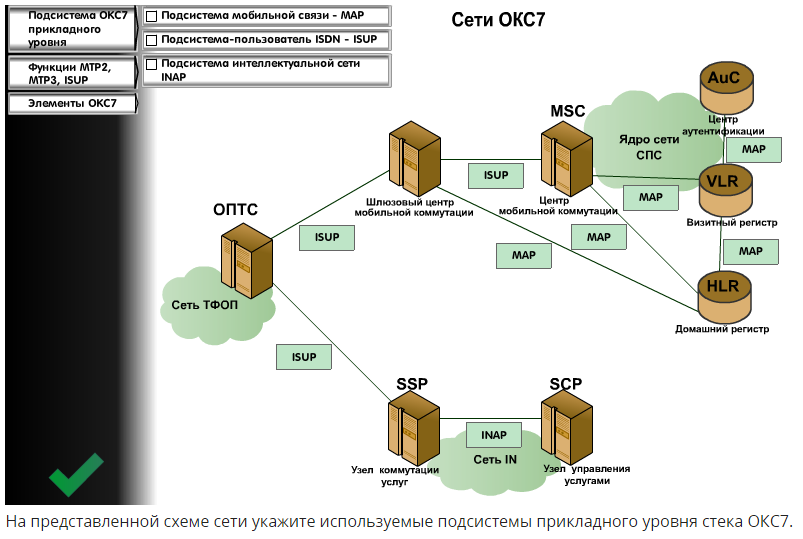 Подсистема ОКС7
прикладного
уровня
Подсистема мобильной связи - MAP
Подсистема-пользователь ISDN - ISUP
Подсистема интеллектуальной сети
INAP
Функции MTP2,
MTP3, ISUP
Элементы ОКС7
Сети ОКС7
AuC
Центр
аутентификации
MSC
Ядро сети
СПС
MAP
ISUP
VLR
MAP
Шлюзовый центр
мобильной коммутации
Центр
мобильной коммутации
Визитный регистр
ОПТС
ISUP
MAP
MAP
MAP
HLR
Сеть ТФОП
Домашний регистр
ISUP
SSP
SCP
INAP
Сеть IN
Узел коммутации
услуг
Узел управления
услугами
На представленной схеме сети укажите используемые подсистемы прикладного уровня стека ОКС7.